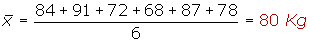 x̄ = (84 + 91 + 72 + 68 + 87 + 78) / 6 = 80 Kg